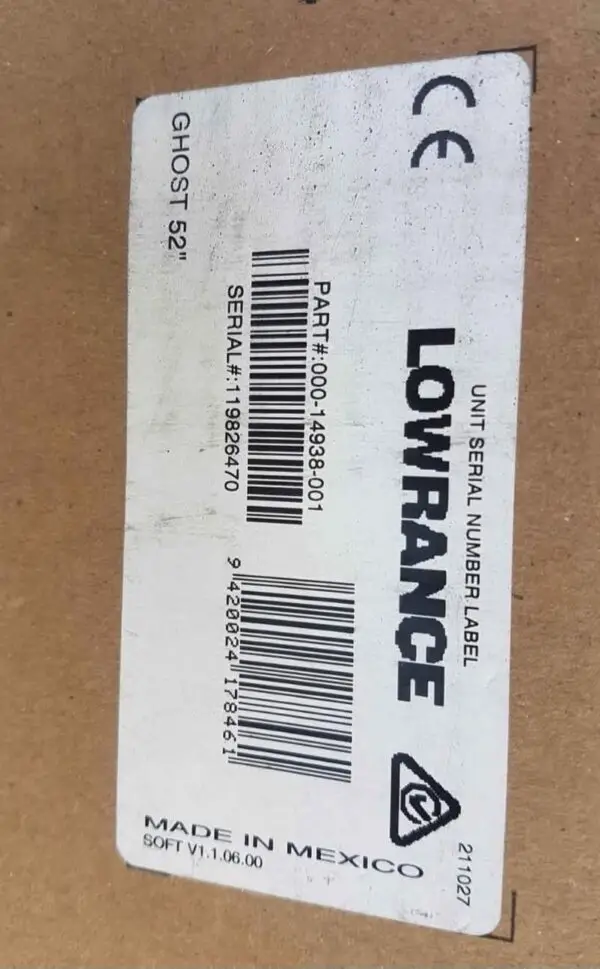 UNIT SERIAL NUMBER LABEL
211027
CE
LOWRANCE
PART#:000-14938-001
SERIAL#:119826470
9 420024 178461
GHOST 52"
MADE IN MEXICO
SOFT V1.1.06.00